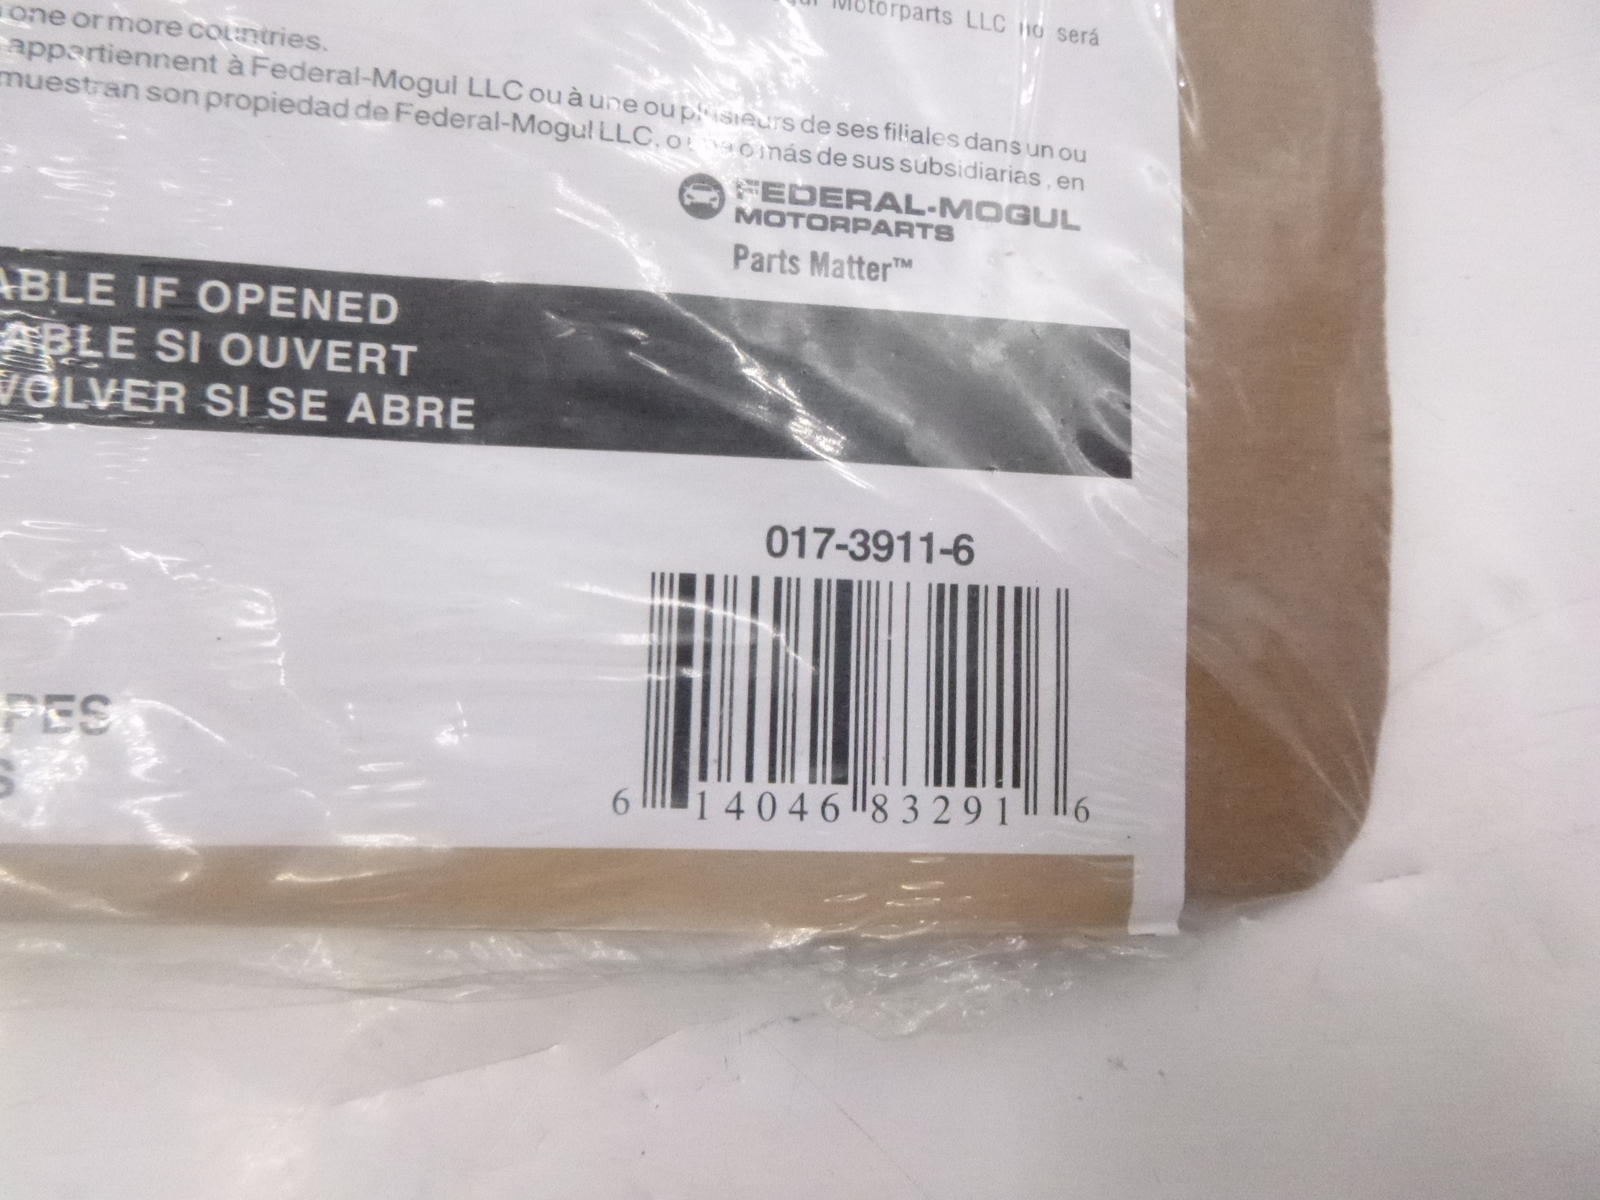 Motorparts LLC no será
one or more countries.
appartiennent à Federal-Mogul LLC ou à une ou plusieurs de ses filiales dans un ou
muestran son propiedad de Federal-Mogul LLC, o una o más de sus subsidiarias, en
FEDERAL-MOGUL
MOTORPARTS
Parts Matter™
ABLE IF OPENED
ABLE SI OUVERT
VOLVER SI SE ABRE
017-3911-6
PES
S
6 14046 83291 6